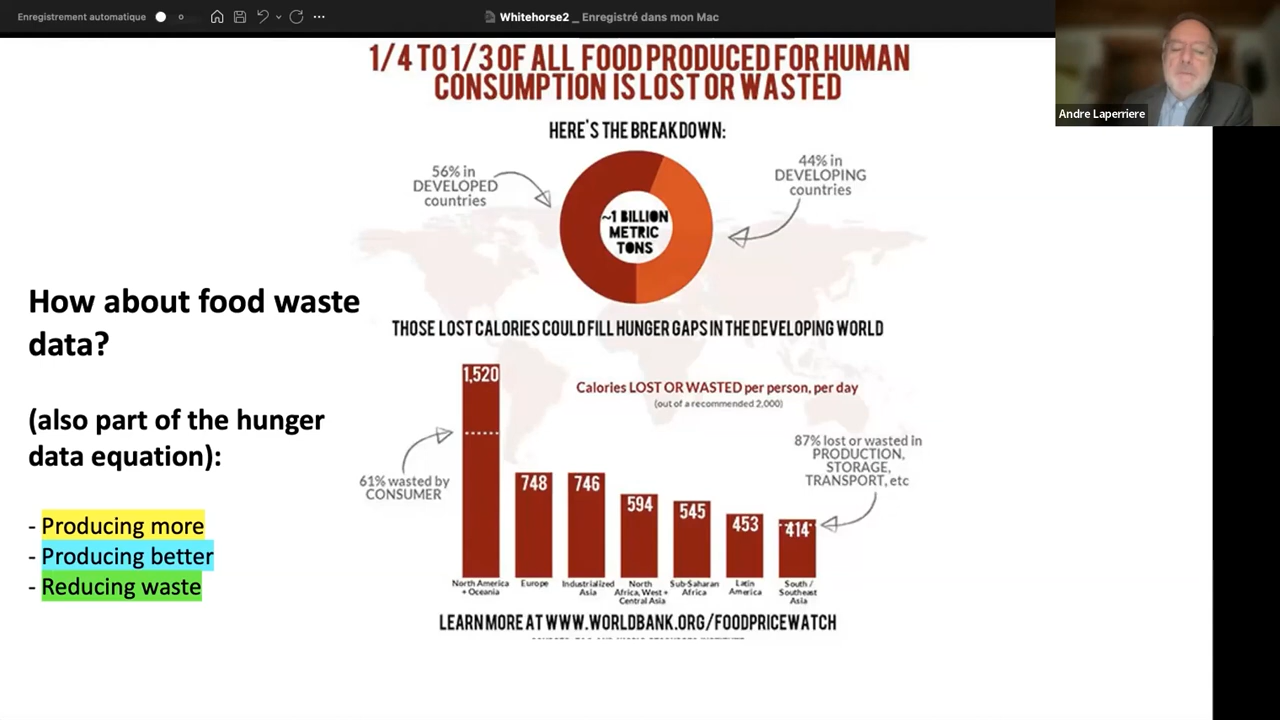 Enregistrement automatique
Whitehorse2 _ Enregistré dans mon Mac
Andre Laperriere
1/4 TO 1/3 OF ALL FOOD PRODUCED FOR HUMAN
CONSUMPTION IS LOST OR WASTED
HERE'S THE BREAKDOWN:
56% in
DEVELOPED
countries
44% in
DEVELOPING
countries
~1 BILLION
METRIC
TONS
How about food waste
data?
(also part of the hunger
data equation):
- Producing more
- Producing better
- Reducing waste
THOSE LOST CALORIES COULD FILL HUNGER GAPS IN THE DEVELOPING WORLD
Calories LOST OR WASTED per person, per day
(out of a recommended 2,000)
61% wasted by
CONSUMER
87% lost or wasted in
PRODUCTION,
STORAGE,
TRANSPORT, etc
1,520
748
746
594
545
453
414
North America
+ Oceania
Europe
Industrialized
Asia
North
Africa, West +
Central Asia
Sub-Saharan
Africa
Latin
America
South /
Southeast
Asia
LEARN MORE AT WWW.WORLDBANK.ORG/FOODPRICEWATCH